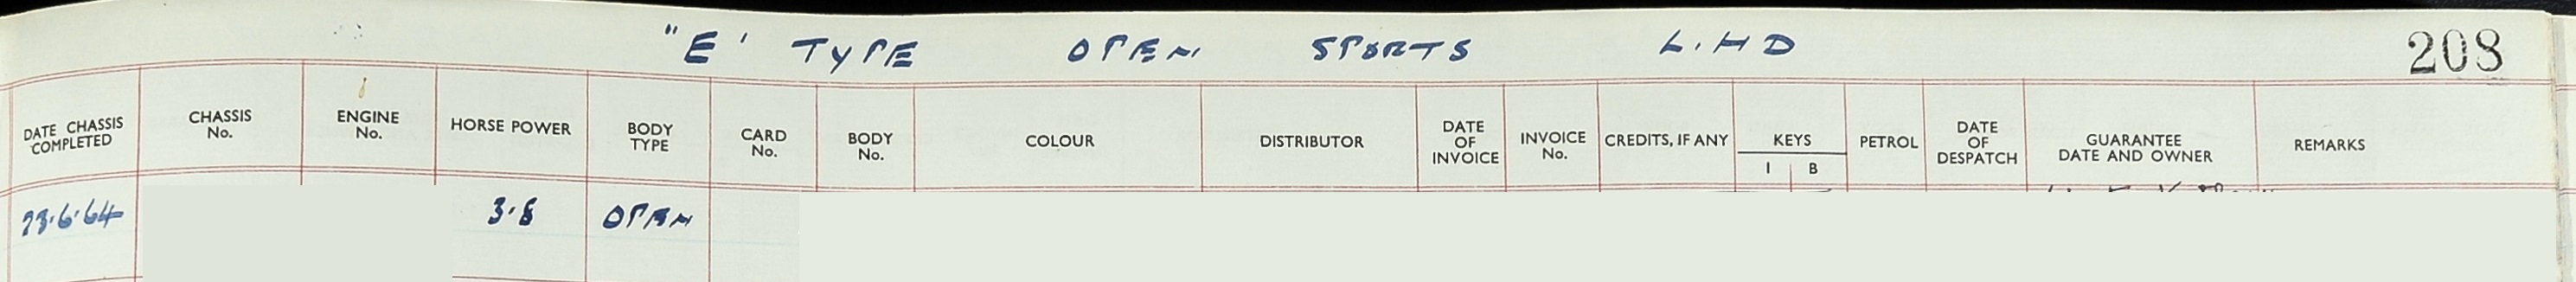 "E' TYPE OPEN SPORTS L.HD 208
DATE CHASSIS COMPLETED CHASSIS No. ENGINE No. HORSE POWER BODY TYPE CARD No. BODY No. COLOUR DISTRIBUTOR DATE OF INVOICE INVOICE No. CREDITS, IF ANY KEYS I B PETROL DATE OF DESPATCH GUARANTEE DATE AND OWNER REMARKS
23.6.64 3.8 OPEN